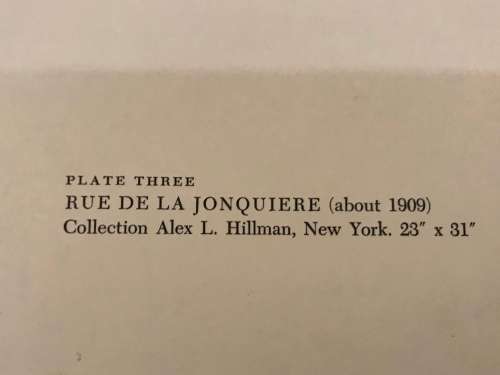 PLATE THREE
RUE DE LA JONQUIERE (about 1909)
Collection Alex L. Hillman, New York. 23″ x 31″